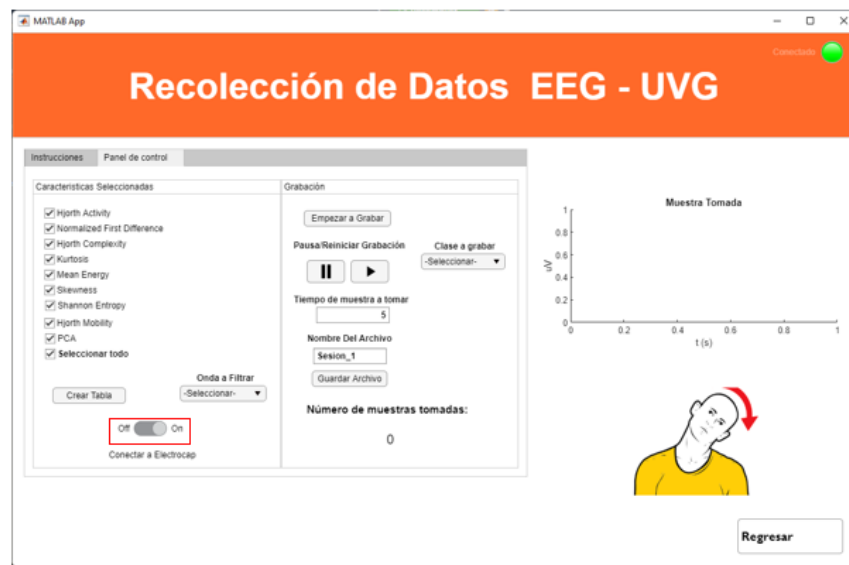 MATLAB App
Conectado
Recolección de Datos EEG - UVG
Instrucciones Panel de control
Caracteristicas Seleccionadas
Hjorth Activity
Normalized First Difference
Hjorth Complexity
Kurtosis
Mean Energy
Skewness
Shannon Entropy
Hjorth Mobility
PCA
Seleccionar todo
Onda a Filtrar
Crear Tabla -Seleccionar-
Off On
Conectar a Electrocap
Grabación
Empezar a Grabar
Pausa/Reiniciar Grabación Clase a grabar
-Seleccionar-
Tiempo de muestra a tomar
5
Nombre Del Archivo
Sesion_1
Guardar Archivo
Número de muestras tomadas:
0
Muestra Tomada
1
0.8
0.6
0.4
0.2
0
uV
0 0.2 0.4 0.6 0.8 1
t (s)
Regresar